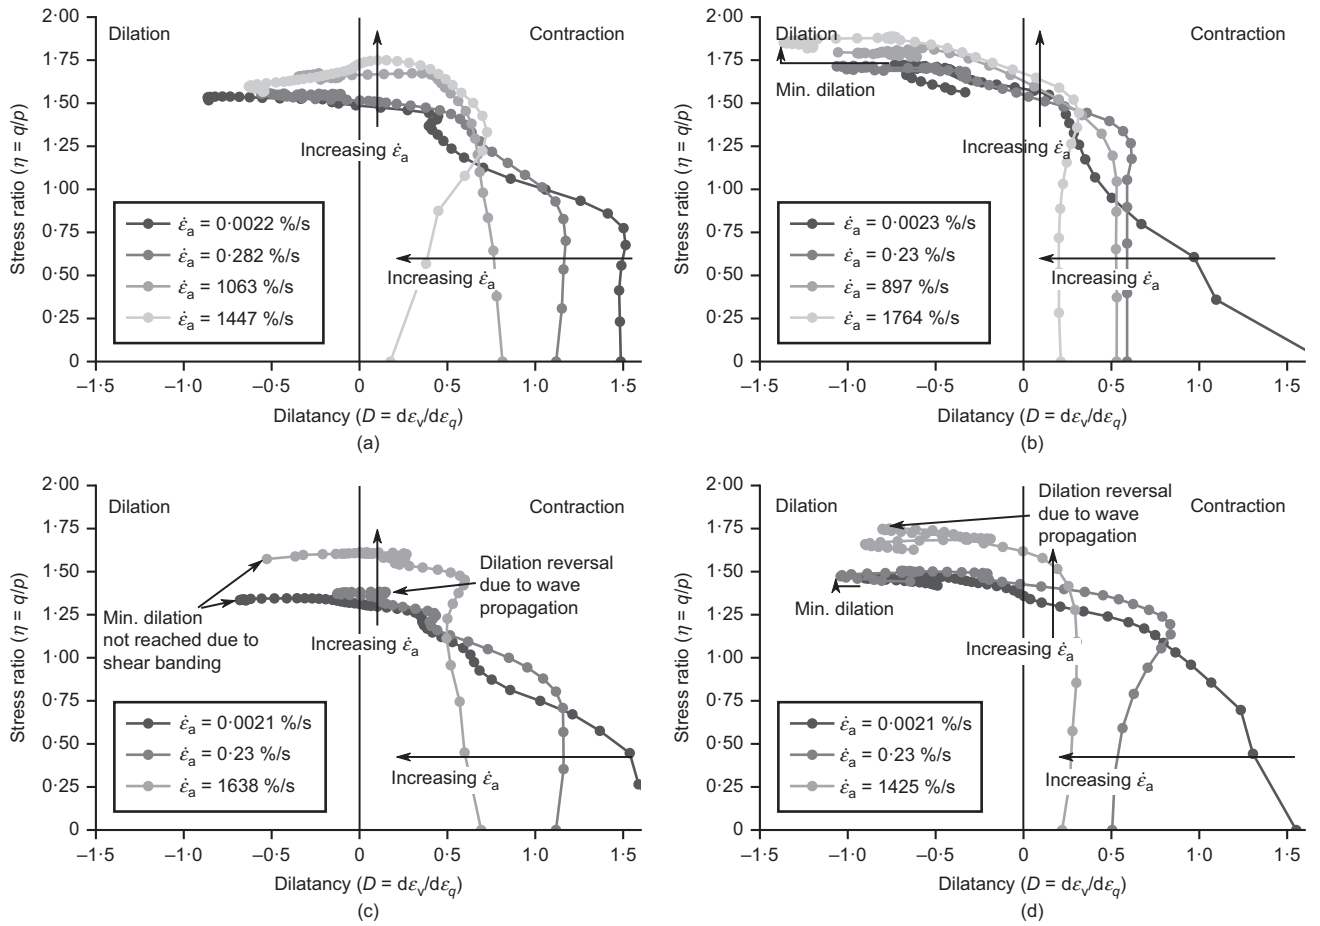 2·00
1·75
1·50
1·25
1·00
0·75
0·50
0·25
0
Stress ratio (η = q/p)
Dilation
Contraction
Increasing ε̇a
ε̇a = 0·0022 %/s
ε̇a = 0·282 %/s
ε̇a = 1063 %/s
ε̇a = 1447 %/s
Increasing ε̇a
–1·5 –1·0 –0·5 0 0·5 1·0 1·5
Dilatancy (D = dεv/dεq)
(a)
2·00
1·75
1·50
1·25
1·00
0·75
0·50
0·25
0
Stress ratio (η = q/p)
Dilation
Contraction
Min. dilation
Increasing ε̇a
ε̇a = 0·0023 %/s
ε̇a = 0·23 %/s
ε̇a = 897 %/s
ε̇a = 1764 %/s
Increasing ε̇a
–1·5 –1·0 –0·5 0 0·5 1·0 1·5
Dilatancy (D = dεv/dεq)
(b)
2·00
1·75
1·50
1·25
1·00
0·75
0·50
0·25
0
Stress ratio (η = q/p)
Dilation
Contraction
Dilation reversal
due to wave
propagation
Min. dilation
not reached due to
shear banding
Increasing ε̇a
ε̇a = 0·0021 %/s
ε̇a = 0·23 %/s
ε̇a = 1638 %/s
Increasing ε̇a
–1·5 –1·0 –0·5 0 0·5 1·0 1·5
Dilatancy (D = dεv/dεq)
(c)
2·00
1·75
1·50
1·25
1·00
0·75
0·50
0·25
0
Stress ratio (η = q/p)
Dilation
Dilation reversal
due to wave
propagation
Contraction
Min. dilation
Increasing ε̇a
ε̇a = 0·0021 %/s
ε̇a = 0·23 %/s
ε̇a = 1425 %/s
Increasing ε̇a
–1·5 –1·0 –0·5 0 0·5 1·0 1·5
Dilatancy (D = dεv/dεq)
(d)